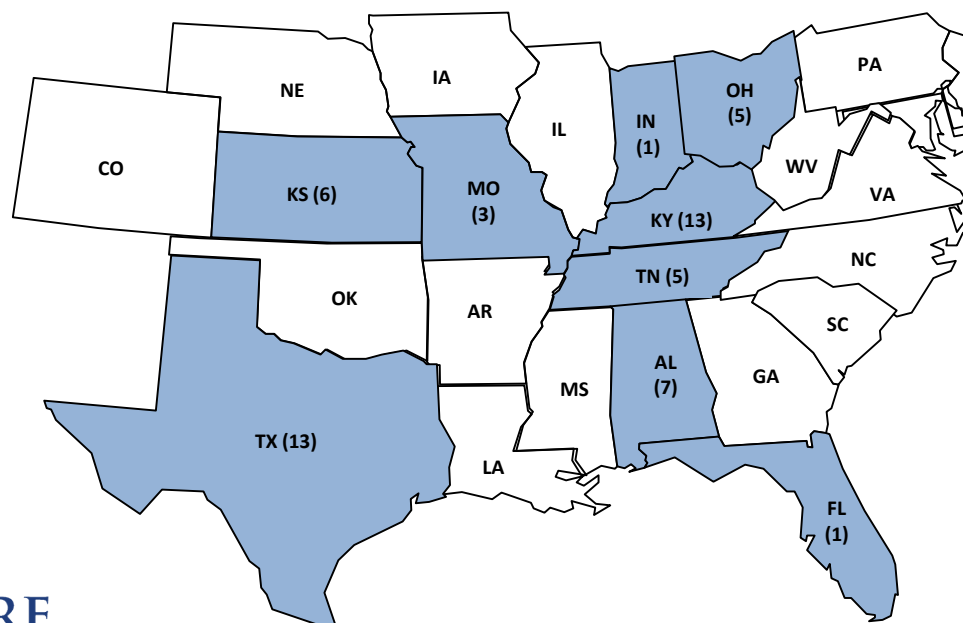 PA
IA
NE
OH
(5)
IL
IN
(1)
CO
WV
MO
(3)
KS (6)
VA
KY (13)
NC
TN (5)
OK
AR
SC
AL
(7)
GA
MS
TX (13)
LA
FL
(1)